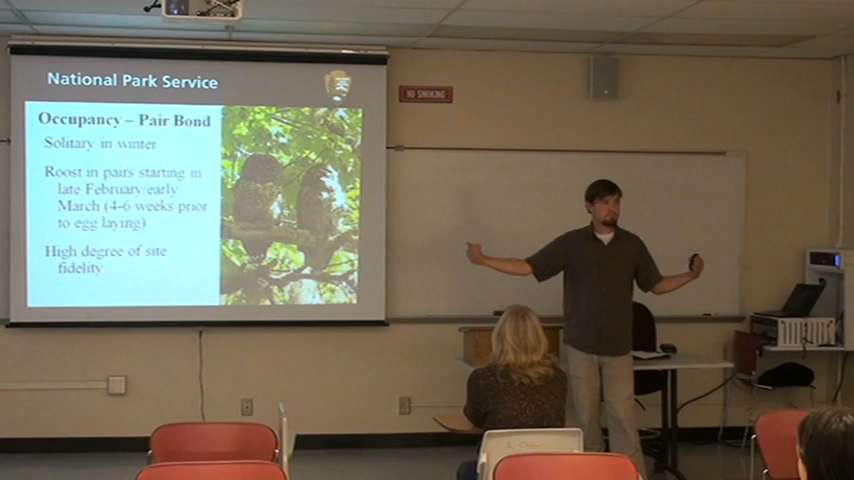 National Park Service
Occupancy – Pair Bond
Solitary in winter
Roost in pairs starting in
late February/early
March (4-6 weeks prior
to egg laying)
High degree of site
fidelity
NO SMOKING